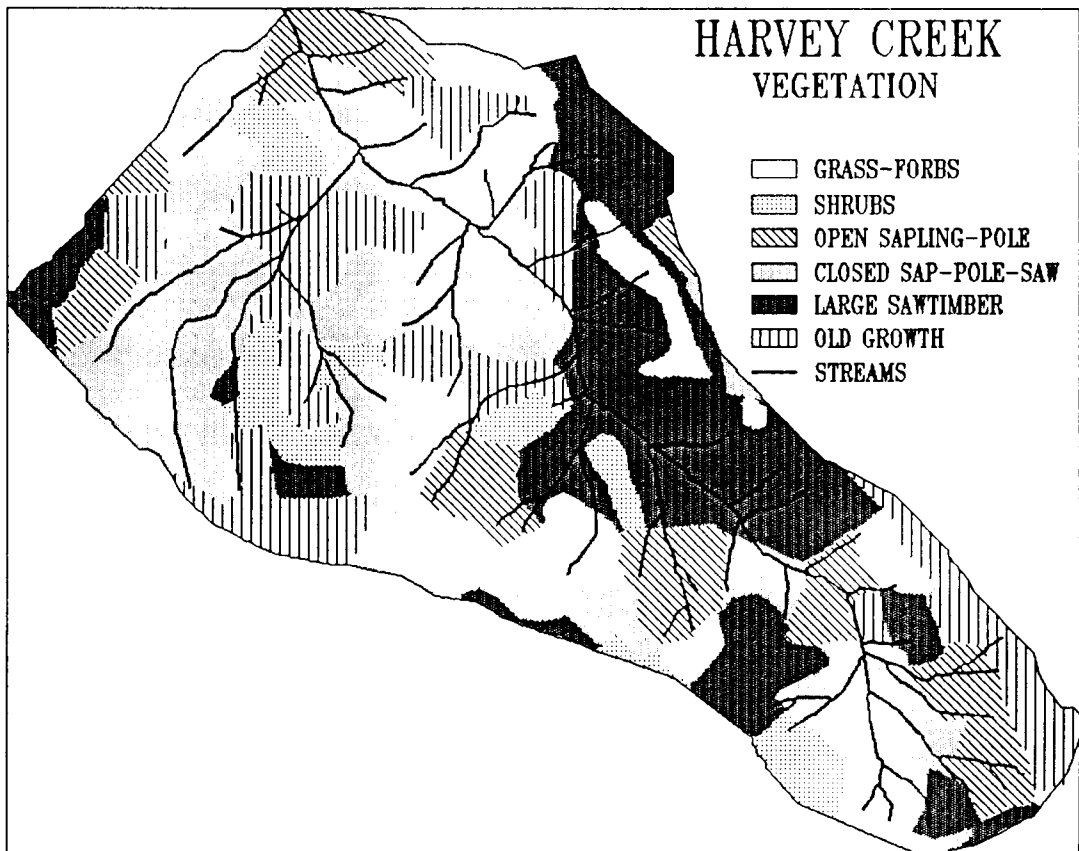 HARVEY CREEK
VEGETATION
GRASS-FORBS
SHRUBS
OPEN SAPLING-POLE
CLOSED SAP-POLE-SAW
LARGE SAWTIMBER
OLD GROWTH
STREAMS